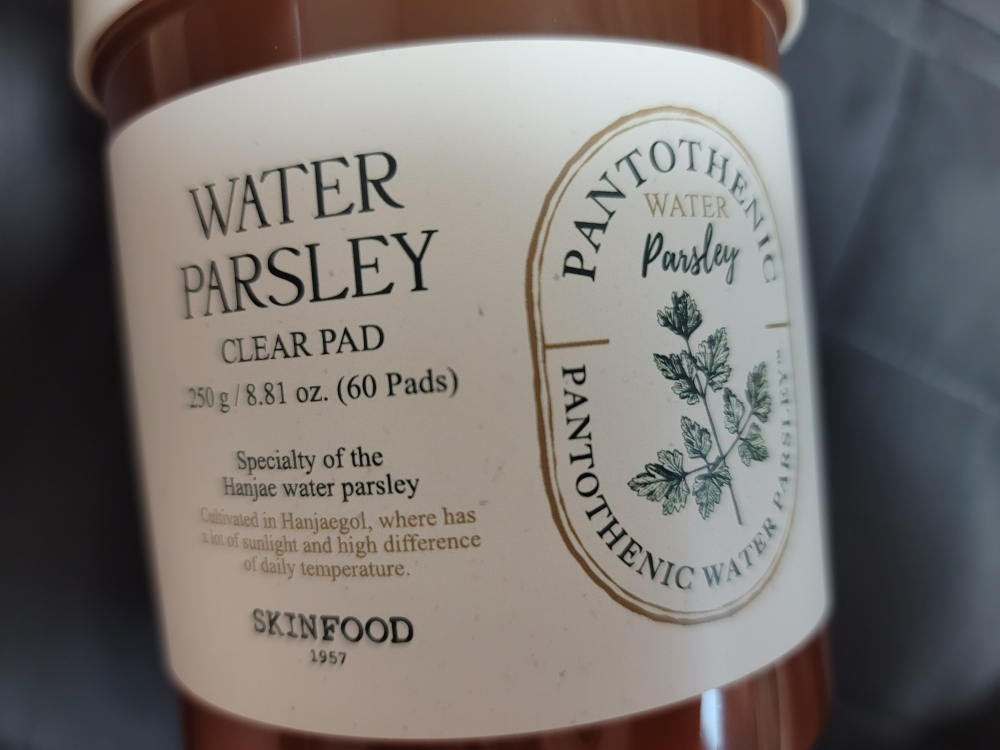 WATER
PARSLEY
CLEAR PAD
250 g / 8.81 oz. (60 Pads)
Specialty of the
Hanjae water parsley
Cultivated in Hanjaegol, where has
a lot of sunlight and high difference
of daily temperature.
SKINFOOD
1957
PANTOTHENIC
WATER
Parsley
PANTOTHENIC WATER PARSLEY™